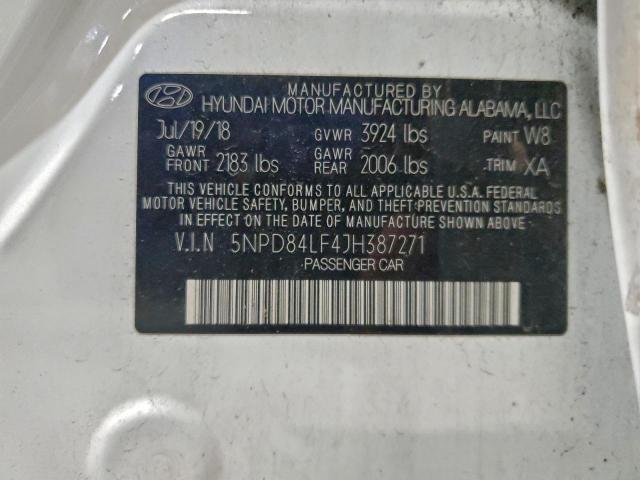 MANUFACTURED BY
HYUNDAI MOTOR MANUFACTURING ALABAMA, LLC
Jul/19/18 GVWR 3924 lbs PAINT W8
GAWR FRONT 2183 lbs GAWR REAR 2006 lbs TRIM XA
THIS VEHICLE CONFORMS TO ALL APPLICABLE U.S.A. FEDERAL
MOTOR VEHICLE SAFETY, BUMPER, AND THEFT PREVENTION STANDARDS
IN EFFECT ON THE DATE OF MANUFACTURE SHOWN ABOVE
V.I.N 5NPD84LF4JH387271
PASSENGER CAR